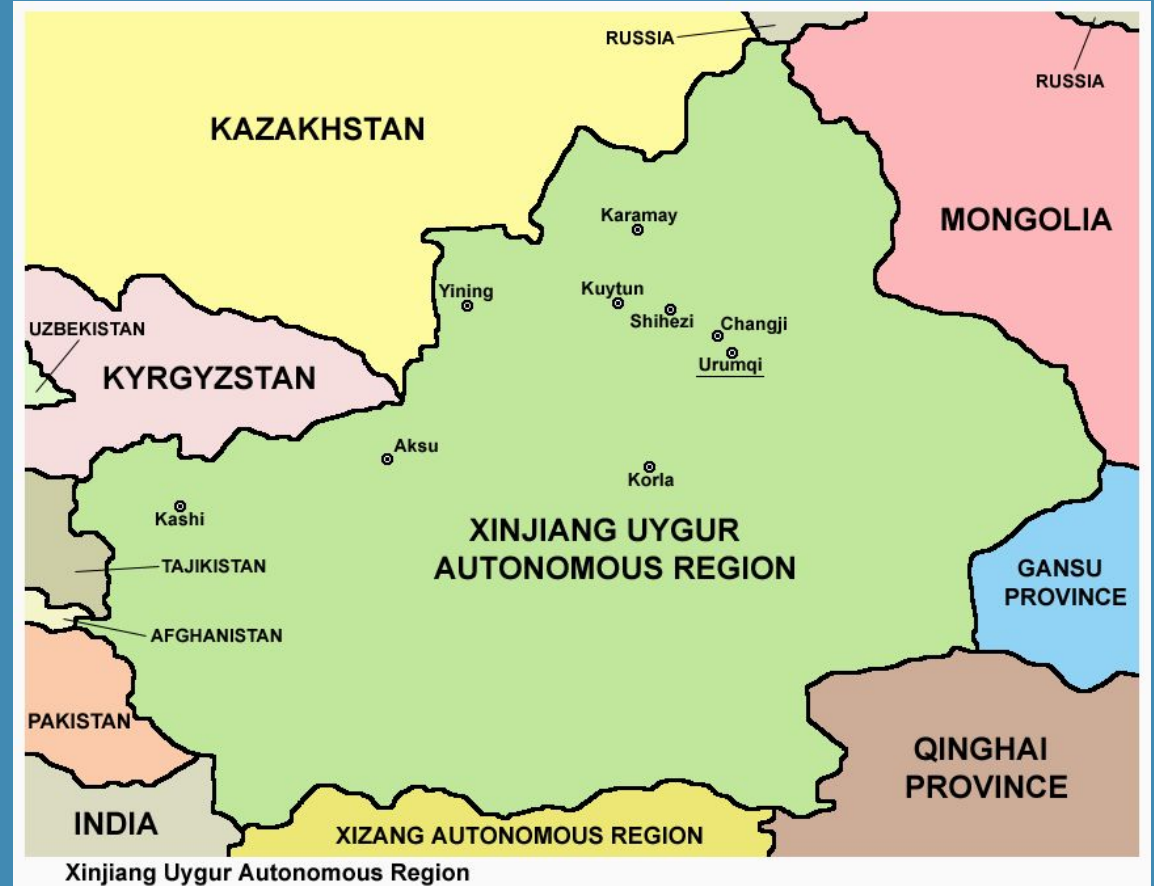 RUSSIA
RUSSIA
KAZAKHSTAN
MONGOLIA
Karamay
Yining
Kuytun
Shihezi
Changji
UZBEKISTAN
Urumqi
KYRGYZSTAN
Aksu
Korla
Kashi
XINJIANG UYGUR
AUTONOMOUS REGION
TAJIKISTAN
GANSU
PROVINCE
AFGHANISTAN
PAKISTAN
QINGHAI
PROVINCE
INDIA
XIZANG AUTONOMOUS REGION
Xinjiang Uygur Autonomous Region